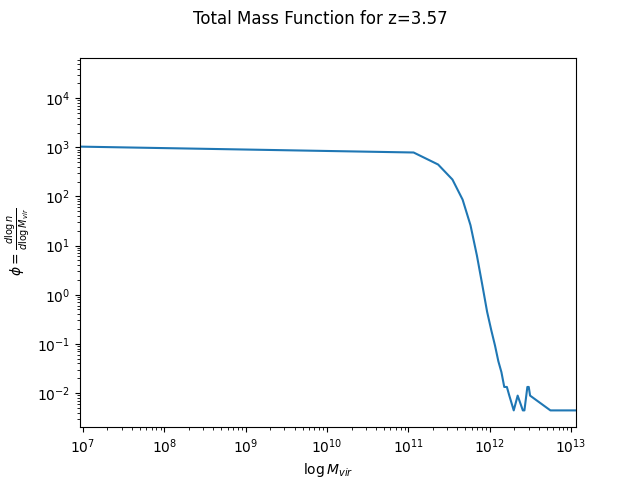 Total Mass Function for z=3.57
10⁴
10³
10²
10¹
10⁰
10⁻¹
10⁻²
ϕ = d log n / d log M_vir
10⁷ 10⁸ 10⁹ 10¹⁰ 10¹¹ 10¹² 10¹³
log M_vir